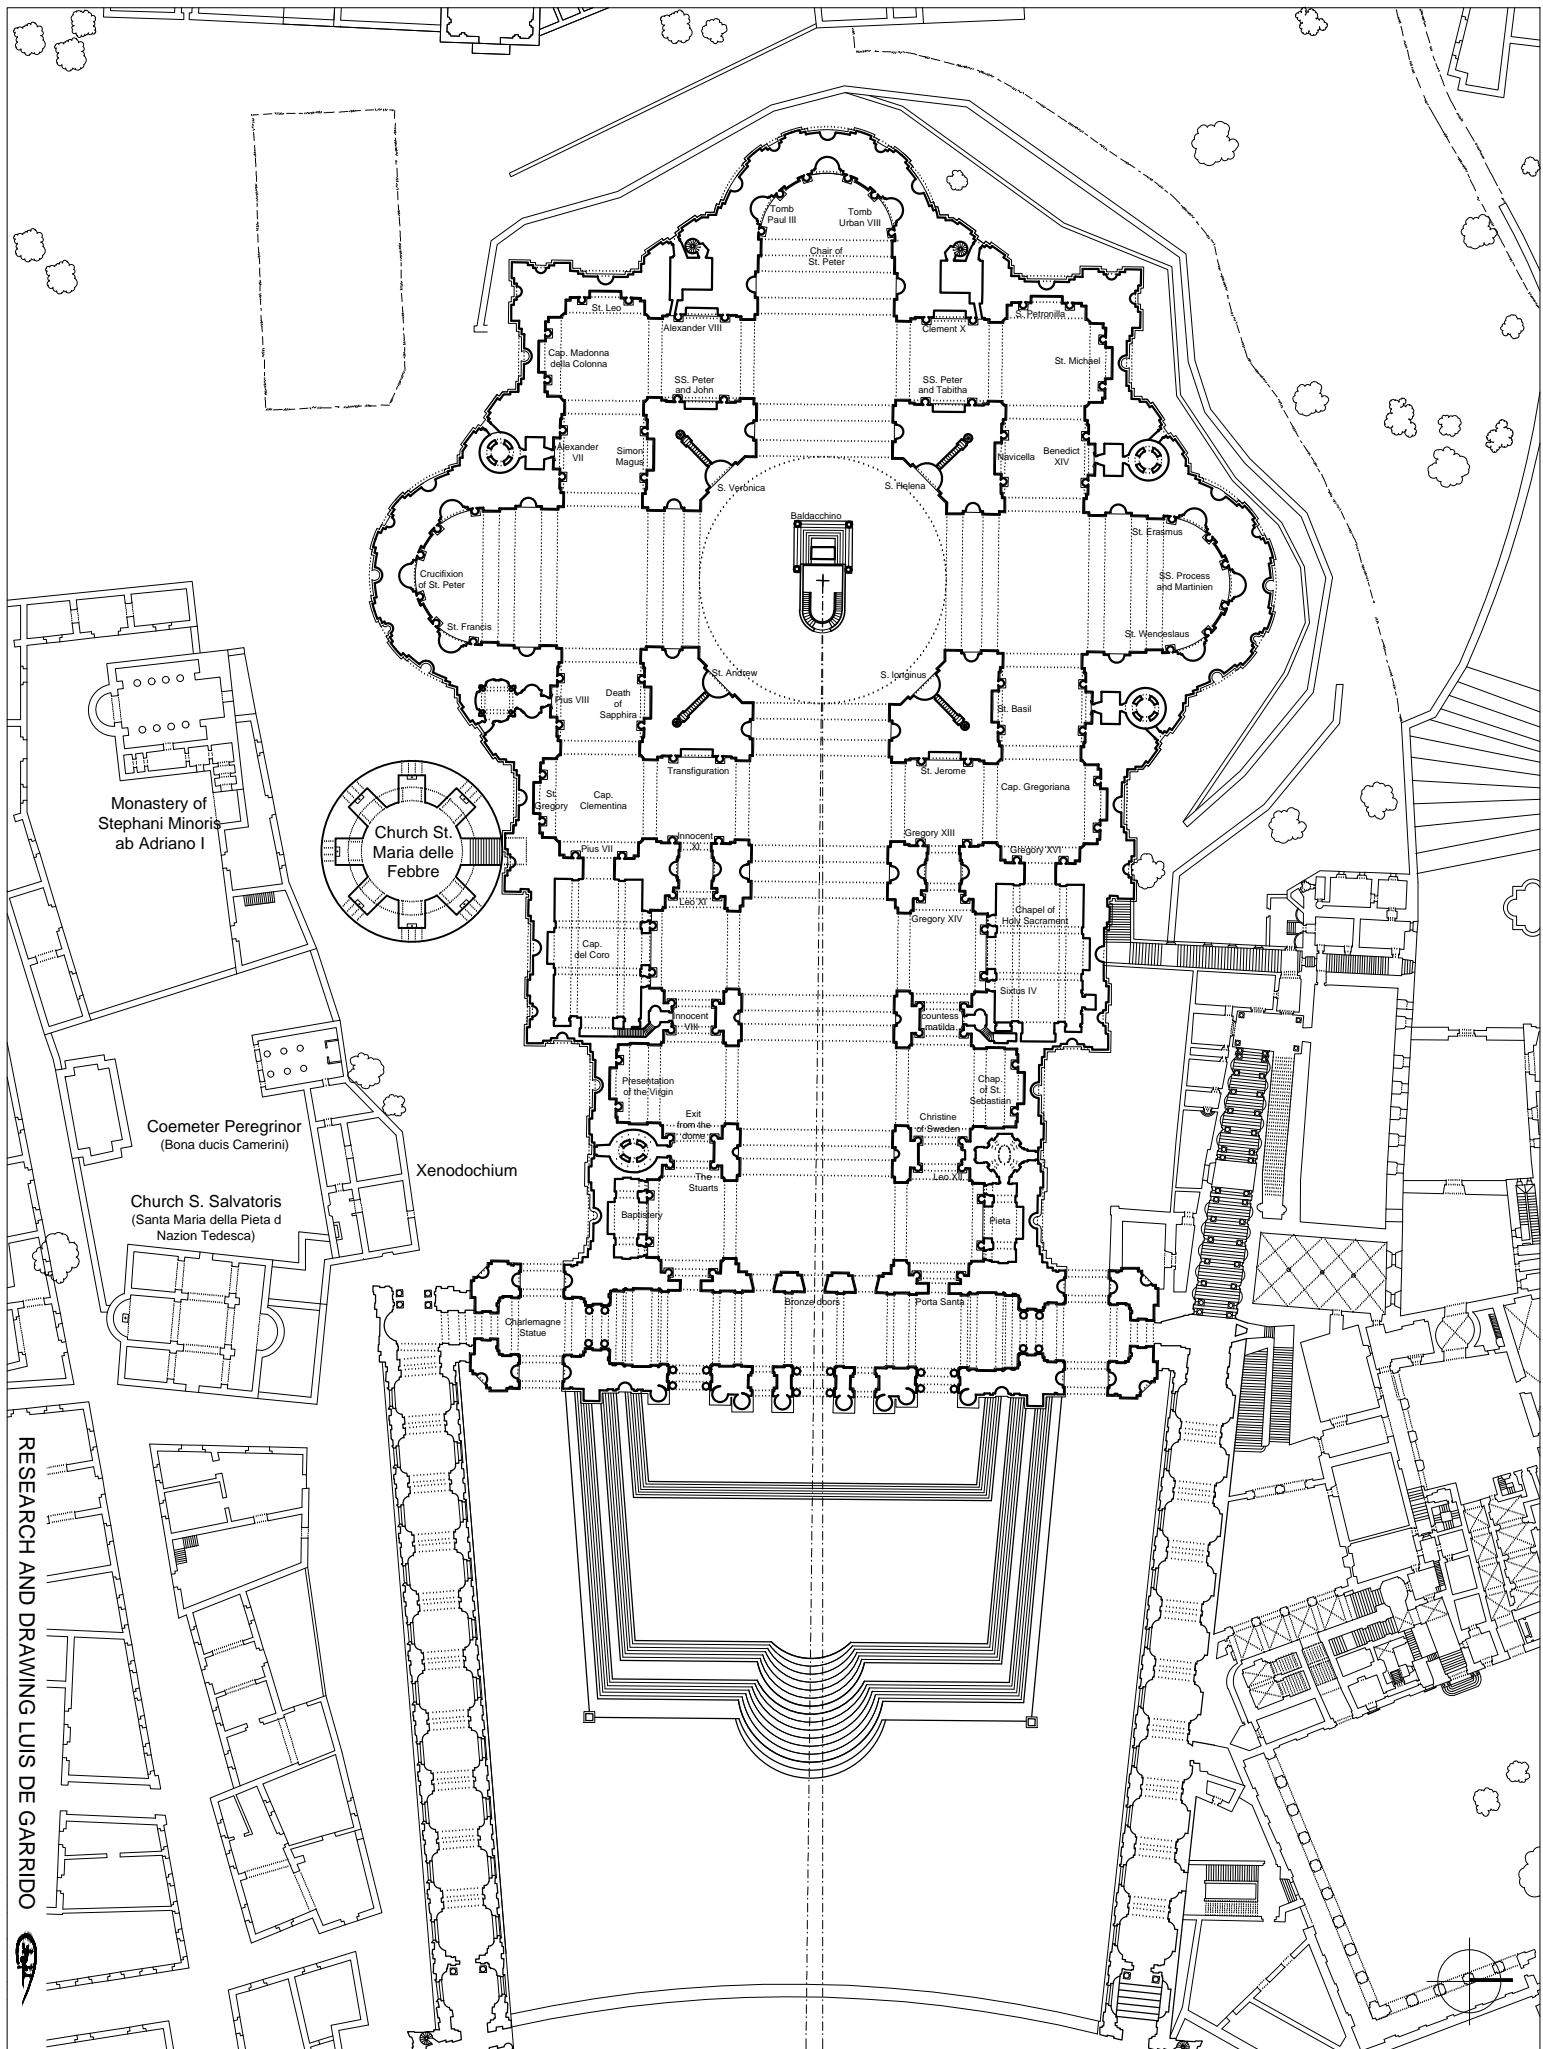 Tomb
Paul III
Tomb
Urban VIII
Chair of
St. Peter
St. Leo
Alexander VIII
Clement X
S. Petronilla
Cap. Madonna
della Colonna
St. Michael
SS. Peter
and John
SS. Peter
and Tabitha
Alexander
VII
Simon
Magus
S. Veronica
S. Helena
Navicella
Benedict
XIV
Baldacchino
St. Erasmus
Crucifixion
of St. Peter
SS. Process
and Martinien
St. Francis
St. Wenceslaus
St. Andrew
S. longinus
Pius VIII
Death
of
Sapphira
St. Basil
Transfiguration
St. Jerome
St.
Gregory
Cap.
Clementina
Cap. Gregoriana
Monastery of
Stephani Minoris
ab Adriano I
Church St.
Maria delle
Febbre
Pius VII
Innocent
XI
Gregory XIII
Gregory XVI
Leo XI
Gregory XIV
Chapel of
Holy Sacrament
Cap.
del Coro
Sixtus IV
Innocent
VIII
countess
matilda
Presentation
of the Virgin
Chap.
of St.
Sebastian
Exit
from the
dome
Christine
of Sweden
Coemeter Peregrinor
(Bona ducis Camerini)
Xenodochium
The
Stuarts
Leo XII
Church S. Salvatoris
(Santa Maria della Pieta d
Nazion Tedesca)
Baptistery
Pieta
Bronze doors
Porta Santa
Charlemagne
Statue
RESEARCH AND DRAWING LUIS DE GARRIDO